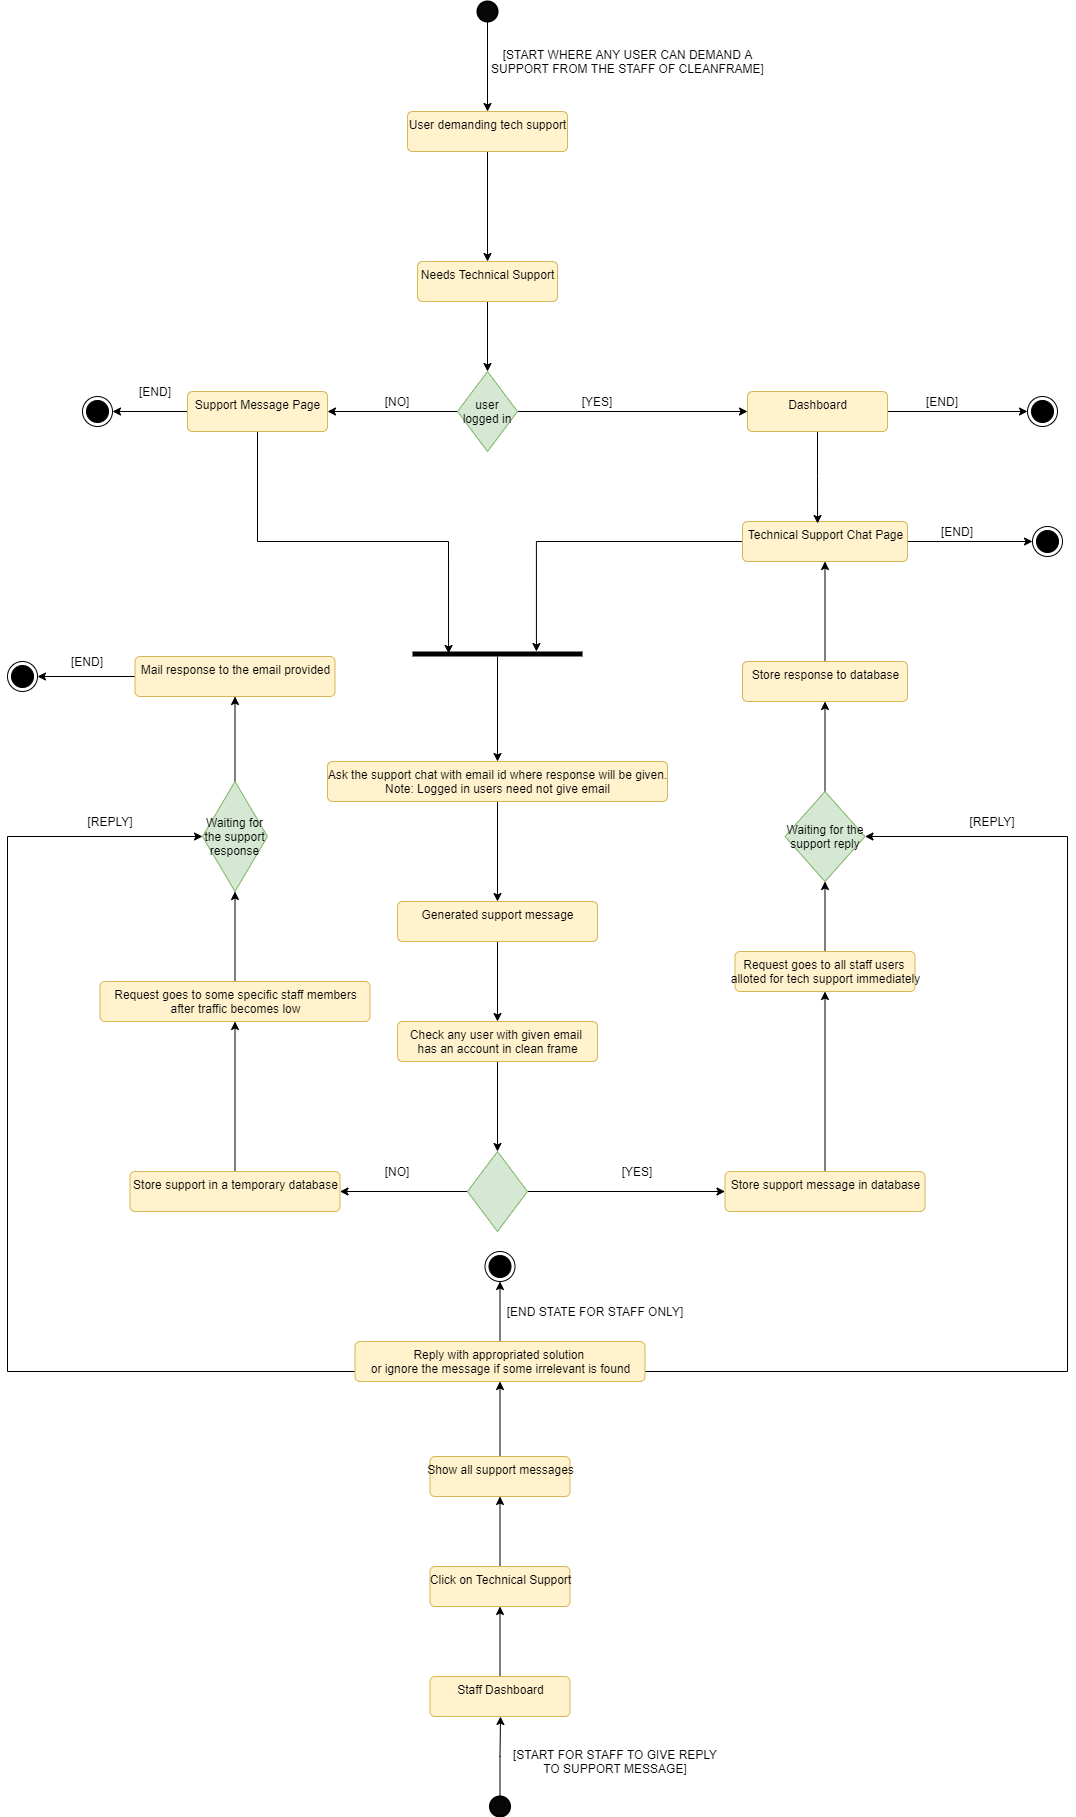 [START WHERE ANY USER CAN DEMAND A
SUPPORT FROM THE STAFF OF CLEANFRAME]
User demanding tech support
Needs Technical Support
[END]
Support Message Page
[NO]
user
logged in
[YES]
Dashboard
[END]
Technical Support Chat Page
[END]
[END]
Mail response to the email provided
Store response to database
Ask the support chat with email id where response will be given.
Note: Logged in users need not give email
[REPLY]
Waiting for
the support
response
Waiting for the
support reply
[REPLY]
Generated support message
Request goes to all staff users
alloted for tech support immediately
Request goes to some specific staff members
after traffic becomes low
Check any user with given email
has an account in clean frame
Store support in a temporary database
[NO]
[YES]
Store support message in database
[END STATE FOR STAFF ONLY]
Reply with appropriated solution
or ignore the message if some irrelevant is found
Show all support messages
Click on Technical Support
Staff Dashboard
[START FOR STAFF TO GIVE REPLY
TO SUPPORT MESSAGE]